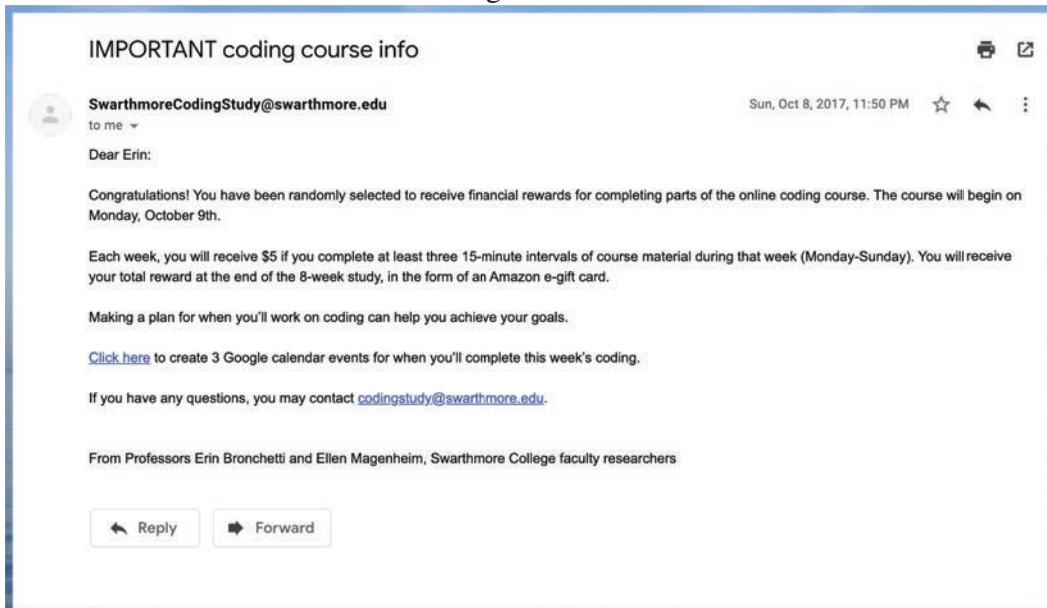 IMPORTANT coding course info
SwarthmoreCodingStudy@swarthmore.edu
Sun, Oct 8, 2017, 11:50 PM
to me
Dear Erin:
Congratulations! You have been randomly selected to receive financial rewards for completing parts of the online coding course. The course will begin on
Monday, October 9th.
Each week, you will receive $5 if you complete at least three 15-minute intervals of course material during that week (Monday-Sunday). You will receive
your total reward at the end of the 8-week study, in the form of an Amazon e-gift card.
Making a plan for when you'll work on coding can help you achieve your goals.
Click here to create 3 Google calendar events for when you'll complete this week's coding.
If you have any questions, you may contact codingstudy@swarthmore.edu.
From Professors Erin Bronchetti and Ellen Magenheim, Swarthmore College faculty researchers
Reply
Forward